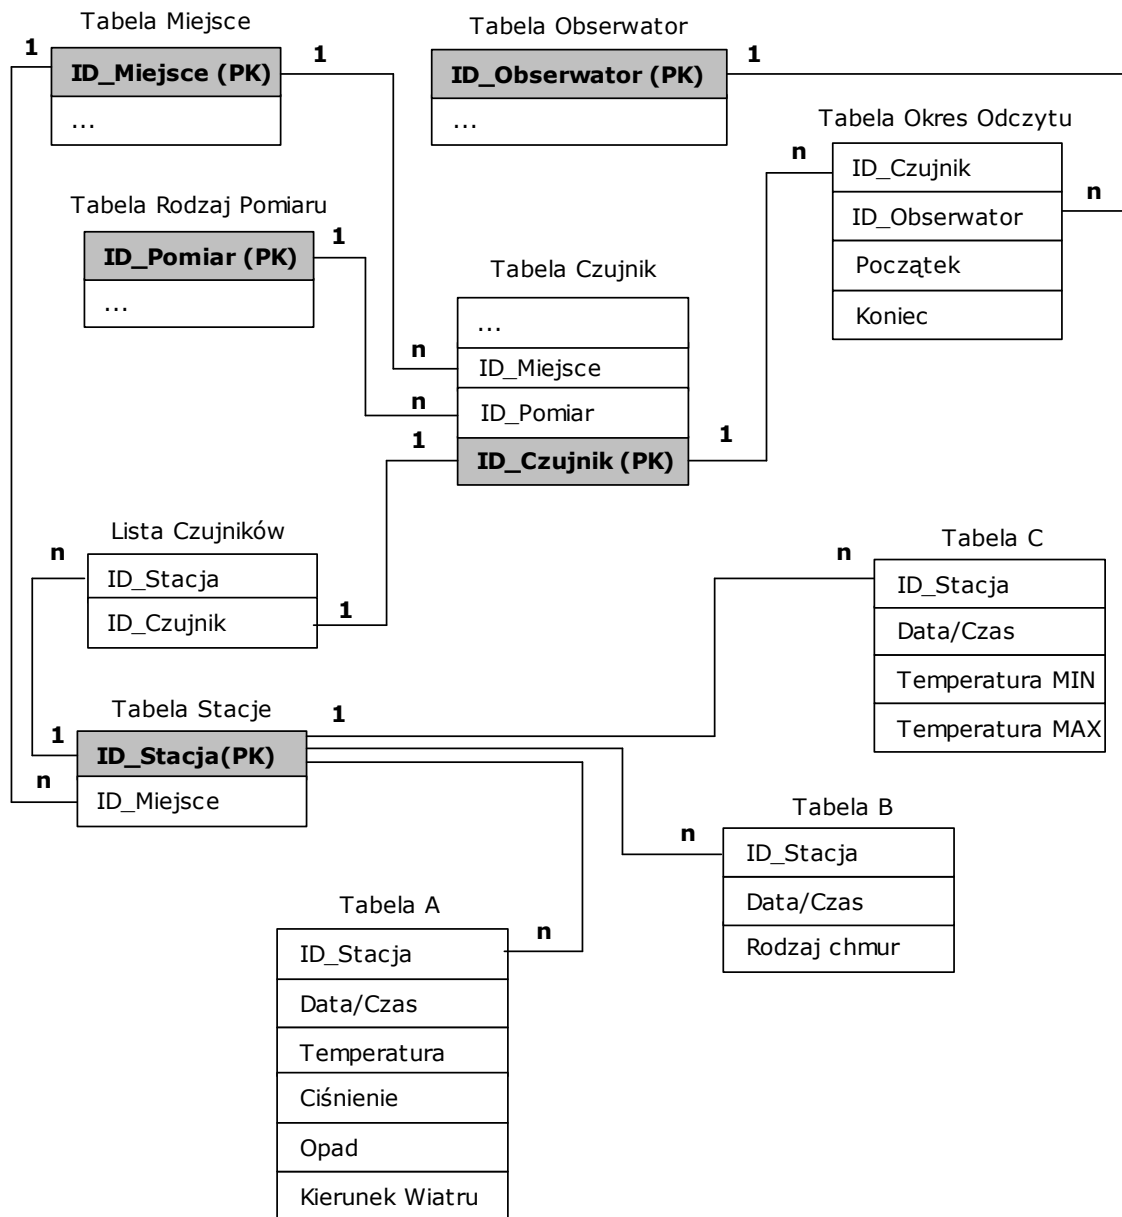 Tabela Miejsce
1
ID_Miejsce (PK)
1
...
Tabela Obserwator
ID_Obserwator (PK)
1
...
Tabela Okres Odczytu
n
ID_Czujnik
ID_Obserwator
n
Początek
Koniec
Tabela Rodzaj Pomiaru
ID_Pomiar (PK)
1
...
Tabela Czujnik
...
n
ID_Miejsce
n
ID_Pomiar
1
ID_Czujnik (PK)
1
Lista Czujników
n
ID_Stacja
ID_Czujnik
1
Tabela C
n
ID_Stacja
Data/Czas
Temperatura MIN
Temperatura MAX
Tabela Stacje
1
1
ID_Stacja(PK)
n
ID_Miejsce
Tabela B
n
ID_Stacja
Data/Czas
Rodzaj chmur
Tabela A
n
ID_Stacja
Data/Czas
Temperatura
Ciśnienie
Opad
Kierunek Wiatru